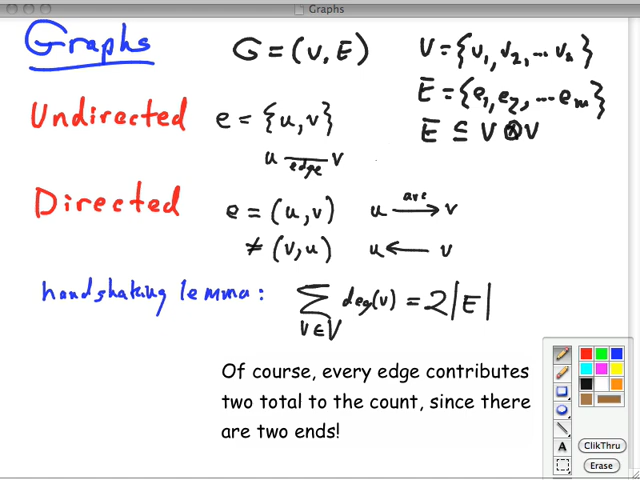 Graphs
Graphs G = (V, E) V = {v₁, v₂, ... vₙ}
E = {e₁, e₂, ... eₘ}
Undirected e = {u, v} E ⊆ V ⊗ V
u edge v
Directed e = (u, v) u arc → v
≠ (v, u) u ← v
handshaking lemma: ∑ deg(v) = 2|E|
v ∈ V
Of course, every edge contributes
two total to the count, since there
are two ends!
A
ClikThru
Erase